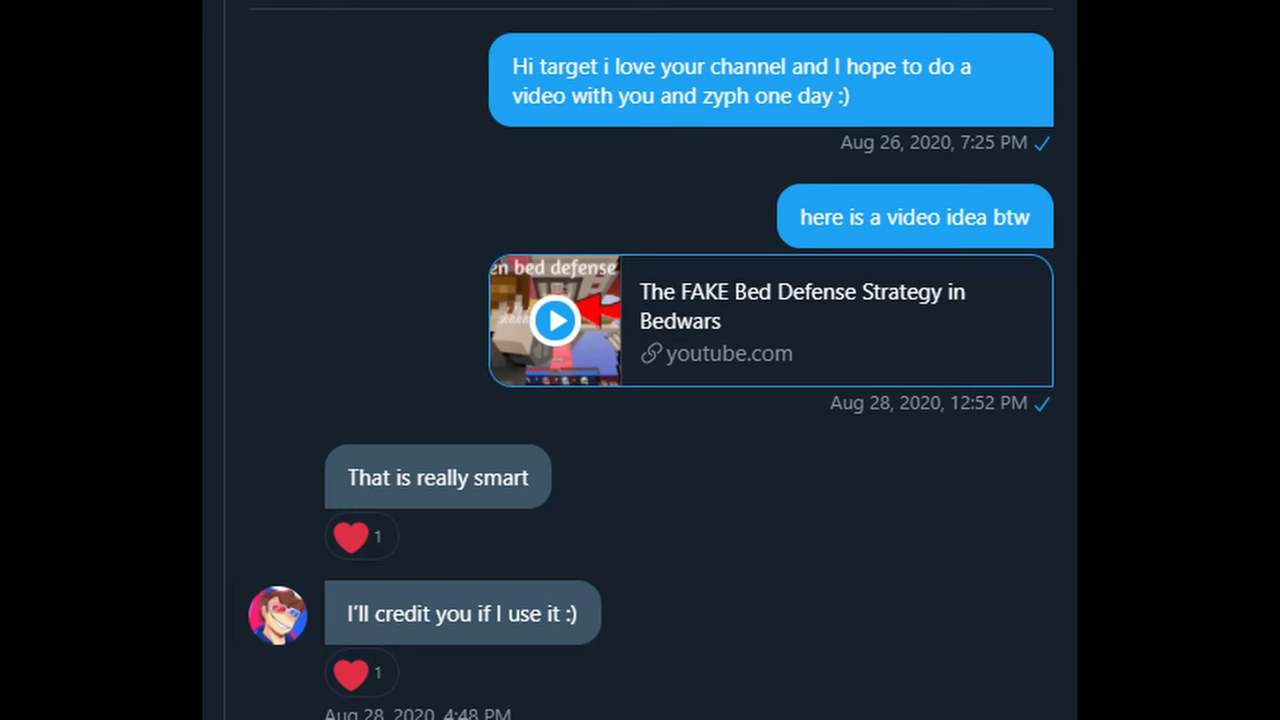 Hi target i love your channel and I hope to do a
video with you and zyph one day :)
Aug 26, 2020, 7:25 PM
here is a video idea btw
en bed defense
The FAKE Bed Defense Strategy in
Bedwars
youtube.com
Aug 28, 2020, 12:52 PM
That is really smart
1
I'll credit you if I use it :)
1
Aug 28, 2020, 4:48 PM